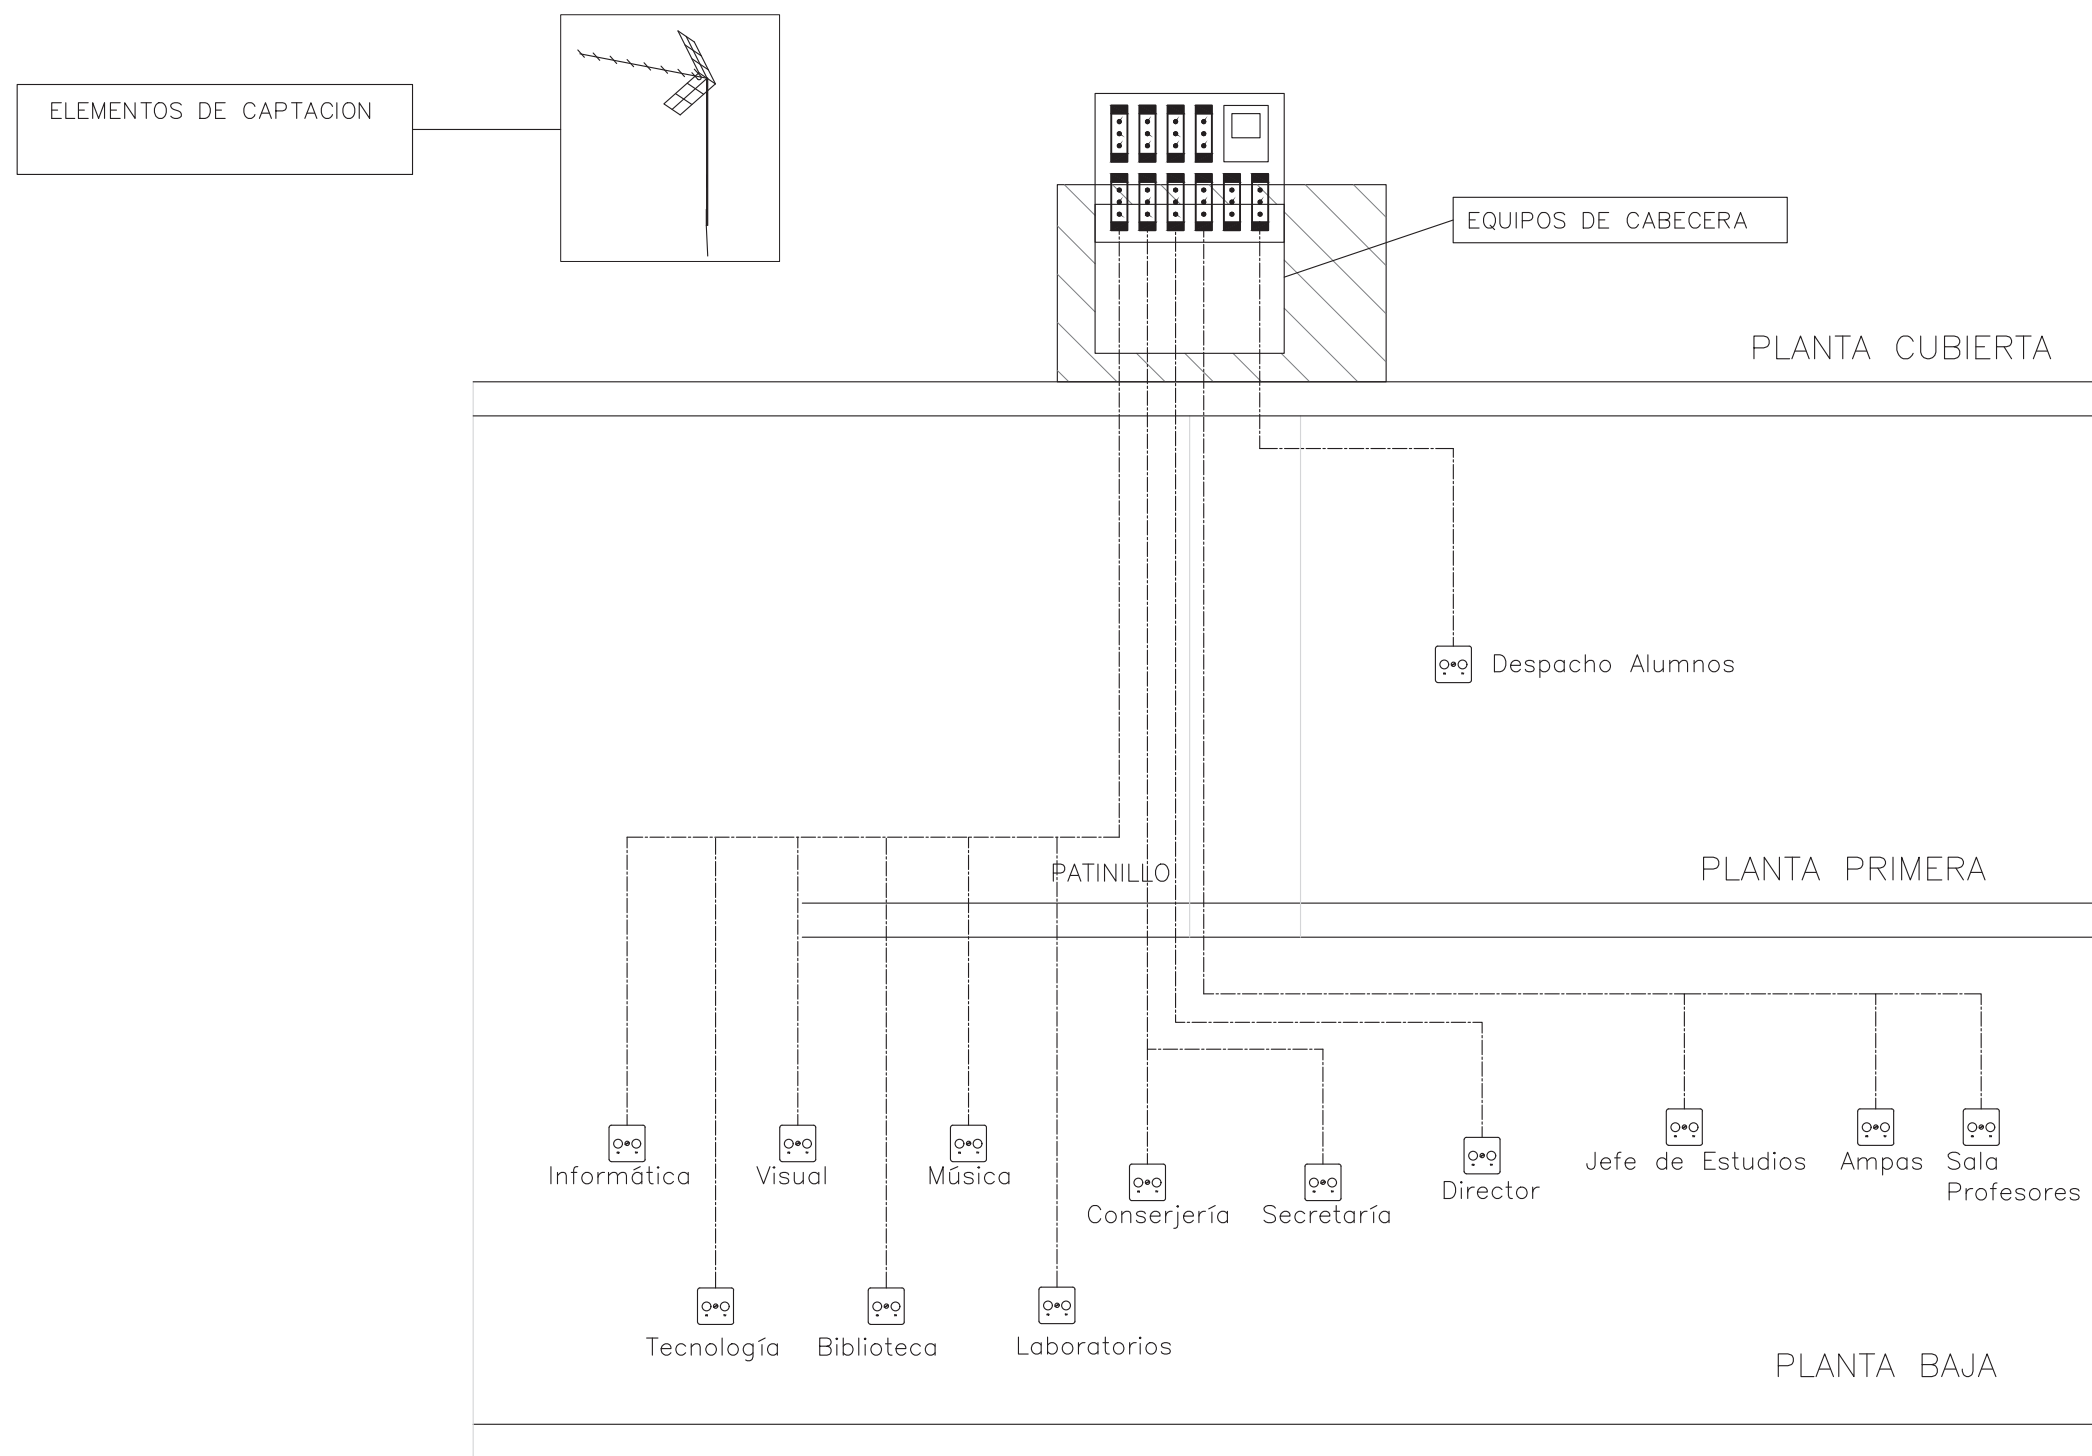 ELEMENTOS DE CAPTACION
EQUIPOS DE CABECERA
PLANTA CUBIERTA
Despacho Alumnos
PATINILLO
PLANTA PRIMERA
Informática
Visual
Música
Conserjería
Secretaría
Director
Jefe de Estudios
Ampas
Sala
Profesores
Tecnología
Biblioteca
Laboratorios
PLANTA BAJA